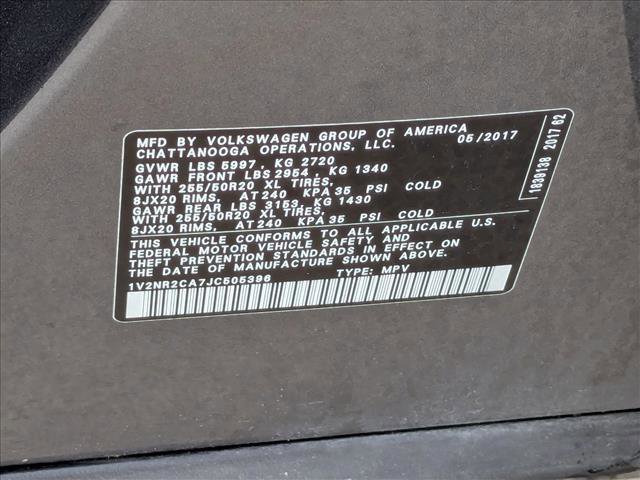 MFD BY VOLKSWAGEN GROUP OF AMERICA
CHATTANOOGA OPERATIONS, LLC. 05/2017
GVWR LBS 5997, KG 2720
GAWR FRONT LBS 2954, KG 1340
WITH 255/50R20 XL TIRES,
8JX20 RIMS, AT 240 KPA 35 PSI COLD
GAWR REAR LBS 3153, KG 1430
WITH 255/50R20 XL TIRES,
8JX20 RIMS, AT 240 KPA 35 PSI COLD
THIS VEHICLE CONFORMS TO ALL APPLICABLE U.S.
FEDERAL MOTOR VEHICLE SAFETY AND
THEFT PREVENTION STANDARDS IN EFFECT ON
THE DATE OF MANUFACTURE SHOWN ABOVE.
1V2NR2CA7JC505396 TYPE: MPV
1839138 2017 62